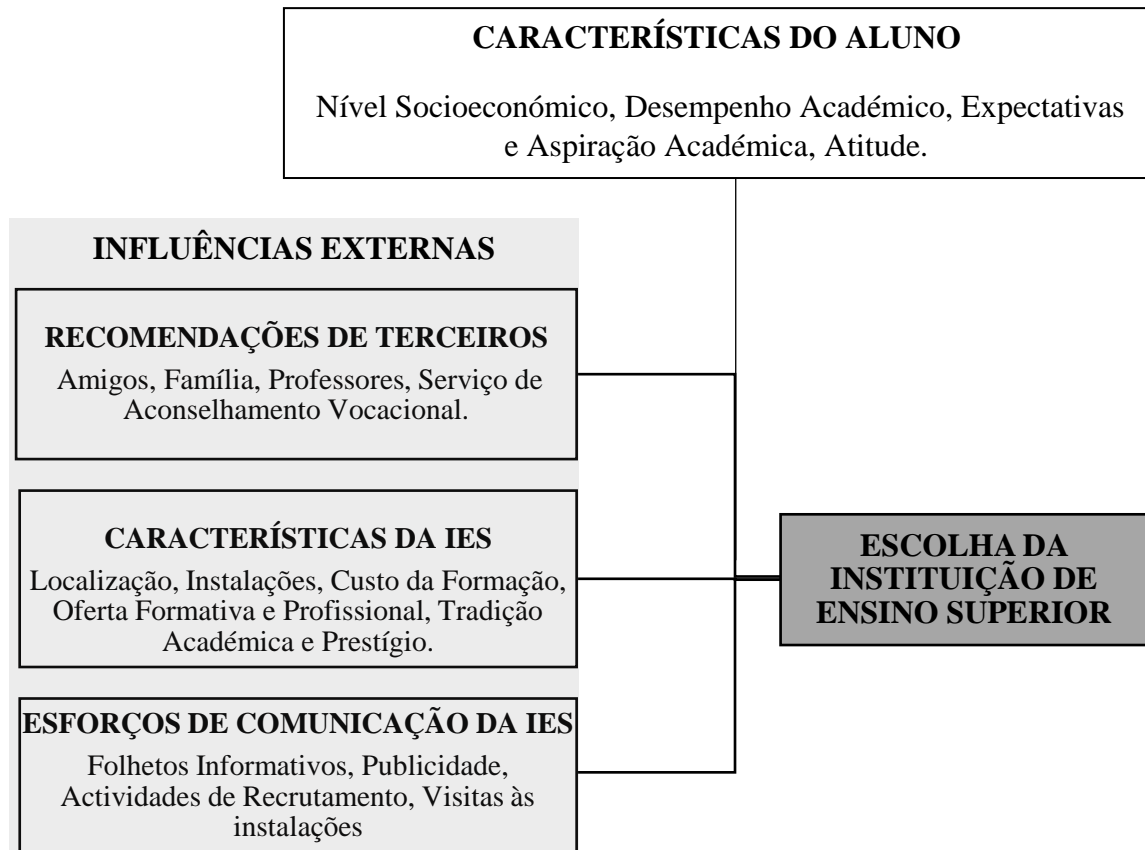 CARACTERÍSTICAS DO ALUNO
Nível Socioeconómico, Desempenho Académico, Expectativas
e Aspiração Académica, Atitude.
INFLUÊNCIAS EXTERNAS
RECOMENDAÇÕES DE TERCEIROS
Amigos, Família, Professores, Serviço de
Aconselhamento Vocacional.
CARACTERÍSTICAS DA IES
Localização, Instalações, Custo da Formação,
Oferta Formativa e Profissional, Tradição
Académica e Prestígio.
ESFORÇOS DE COMUNICAÇÃO DA IES
Folhetos Informativos, Publicidade,
Actividades de Recrutamento, Visitas às
instalações
ESCOLHA DA
INSTITUIÇÃO DE
ENSINO SUPERIOR